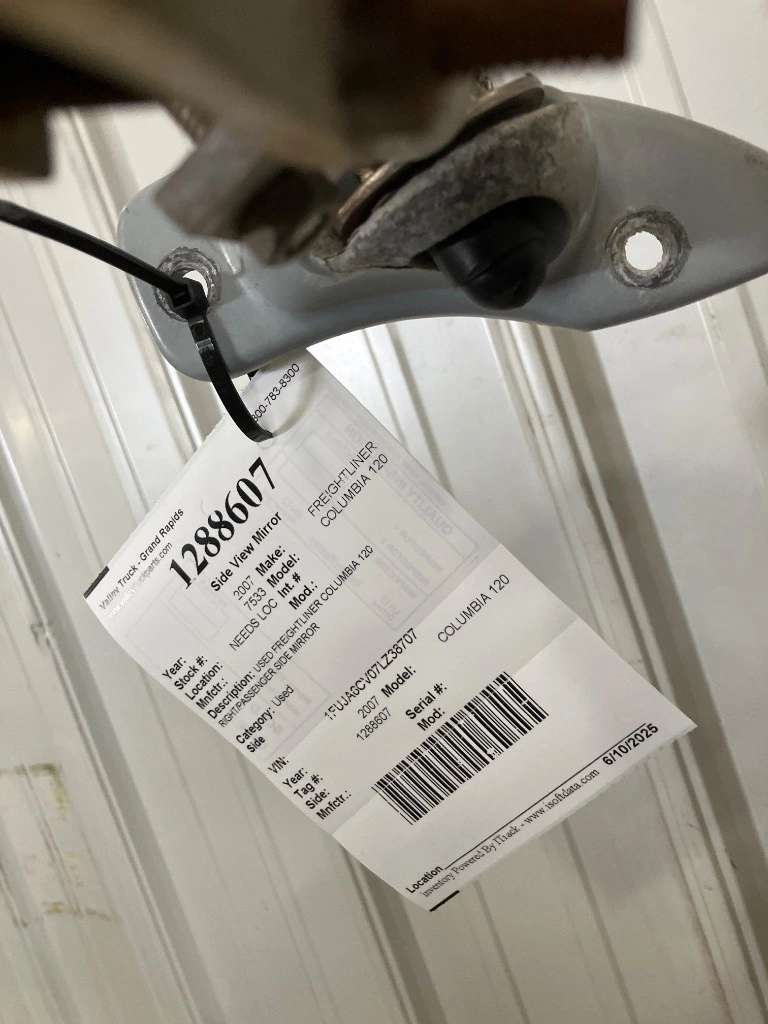 800-783-8300
Valley Truck - Grand Rapids
1288607
Side View Mirror
Year: 2007 Make: FREIGHTLINER
Stock #: 7533 Model: COLUMBIA 120
Location: NEEDS LOC Int. #
Mnfctr.: Mod.:
Description: USED FREIGHTLINER COLUMBIA 120
RIGHT/PASSENGER SIDE MIRROR
Category: Used
Side
VIN:
Year: 2007 Model: COLUMBIA 120
Tag #: 1288607
Side: Serial #:
Mnfctr.: Mod:
Location
inventory Powered By ITrack - www.isoftdata.com 6/10/2025